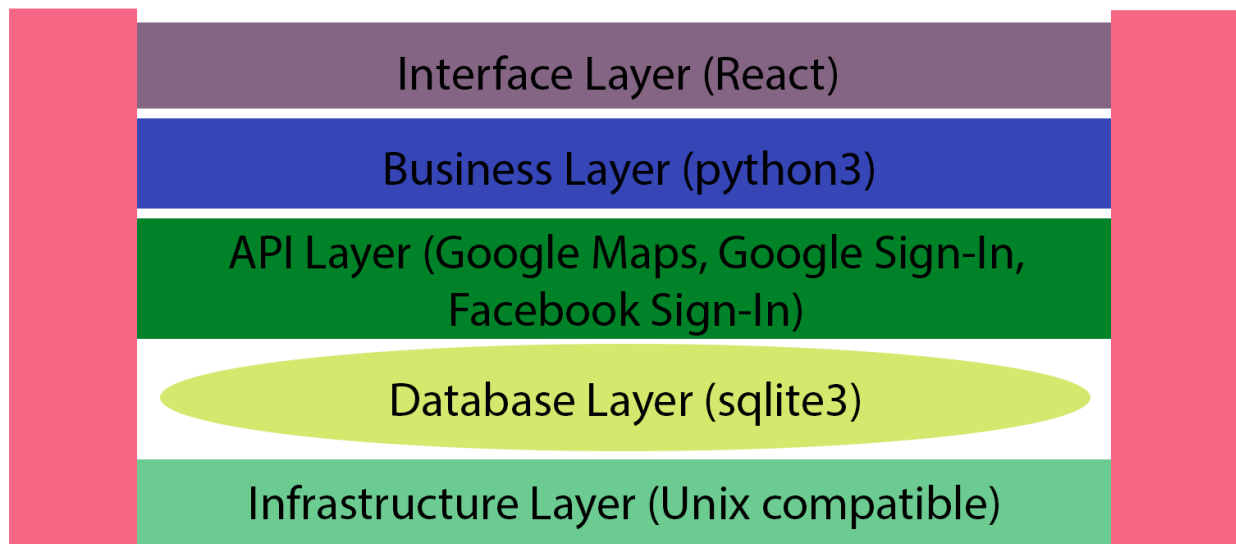 Interface Layer (React)
Business Layer (python3)
API Layer (Google Maps, Google Sign-In,
Facebook Sign-In)
Database Layer (sqlite3)
Infrastructure Layer (Unix compatible)